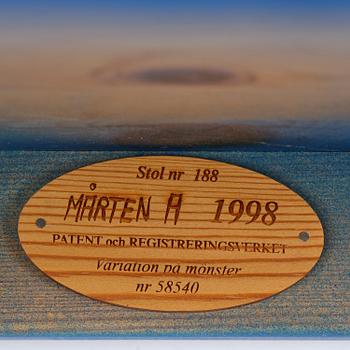 Stol nr 188
MÅRTEN A 1998
PATENT och REGISTRERINGSVERKET
Variation på mönster
nr 58540